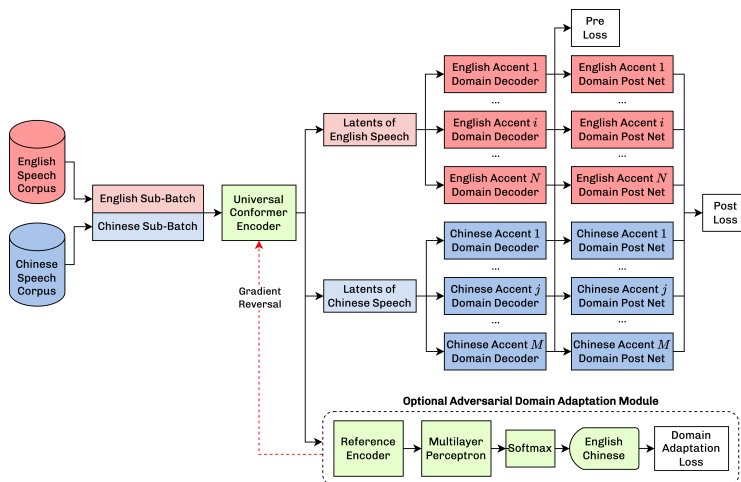 Pre
Loss
English Accent 1
Domain Decoder
English Accent 1
Domain Post Net
...
...
English Accent i
Domain Decoder
English Accent i
Domain Post Net
...
...
English Accent N
Domain Decoder
English Accent N
Domain Post Net
Latents of
English Speech
English
Speech
Corpus
English Sub-Batch
Chinese Sub-Batch
Universal
Conformer
Encoder
Post
Loss
Chinese
Speech
Corpus
Gradient
Reversal
Latents of
Chinese Speech
Chinese Accent 1
Domain Decoder
Chinese Accent 1
Domain Post Net
...
...
Chinese Accent j
Domain Decoder
Chinese Accent j
Domain Post Net
...
...
Chinese Accent M
Domain Decoder
Chinese Accent M
Domain Post Net
Optional Adversarial Domain Adaptation Module
Reference
Encoder
Multilayer
Perceptron
Softmax
English
Chinese
Domain
Adaptation
Loss